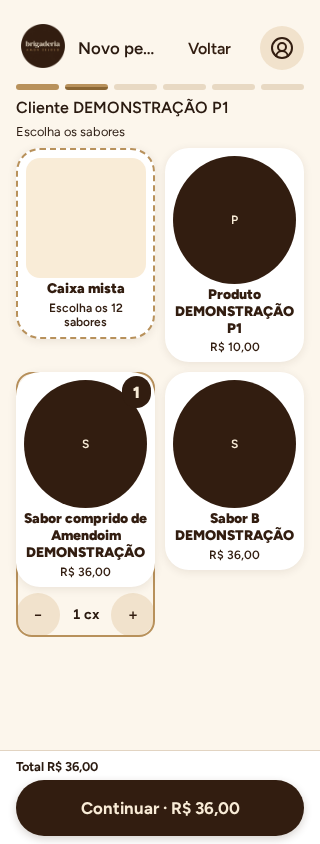 brigaderia
Novo pe...
Voltar
Cliente DEMONSTRAÇÃO P1
Escolha os sabores
Caixa mista
Escolha os 12
sabores
P
Produto
DEMONSTRAÇÃO
P1
R$ 10,00
1
S
Sabor comprido de
Amendoim
DEMONSTRAÇÃO
R$ 36,00
− 1 cx +
S
Sabor B
DEMONSTRAÇÃO
R$ 36,00
Total R$ 36,00
Continuar · R$ 36,00